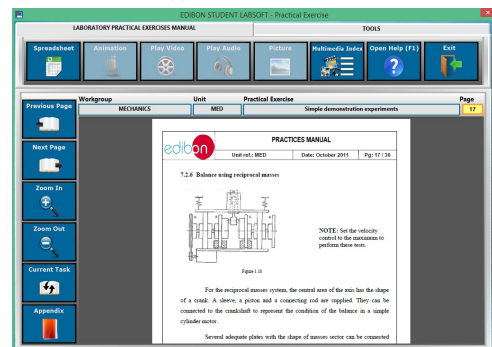 EDIBON STUDENT LABSOFT - Practical Exercise
LABORATORY PRACTICAL EXERCISES MANUAL
TOOLS
Spreadsheet
Animation
Play Video
Play Audio
Picture
Multimedia Index
Open Help (F1)
Exit
Previous Page
Next Page
Zoom In
Zoom Out
Current Task
Appendix
Workgroup
Unit
Practical Exercise
Page
MECHANICS
MED
Simple demonstration experiments
17
edibon
PRACTICES MANUAL
Unit ref.: MED
Date: October 2011
Pg: 17 / 36
7.2.6 Balance using reciprocal masses
NOTE: Set the velocity
control to the maximum to
perform these tests.
Figure 1.10
For the reciprocal masses system, the central area of the axis has the shape
of a crank. A sleeve, a piston and a connecting rod are supplied. They can be
connected to the crankshaft to represent the condition of the balance in a simple
cylinder motor.
Several adequate plates with the shape of masses sector can be connected